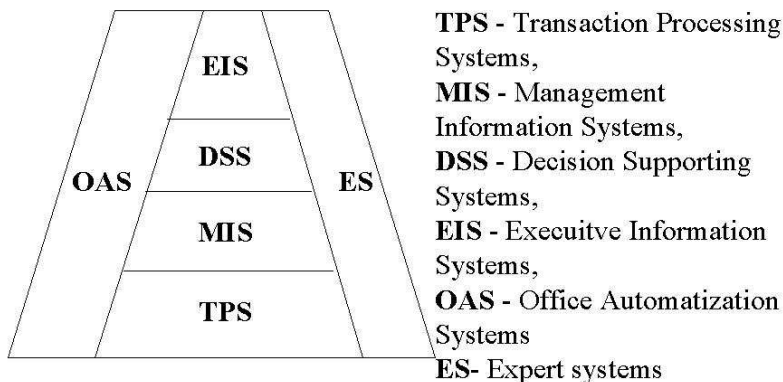 EIS
DSS
OAS
ES
MIS
TPS
TPS - Transaction Processing
Systems,
MIS - Management
Information Systems,
DSS - Decision Supporting
Systems,
EIS - Execuitve Information
Systems,
OAS - Office Automatization
Systems
ES- Expert systems